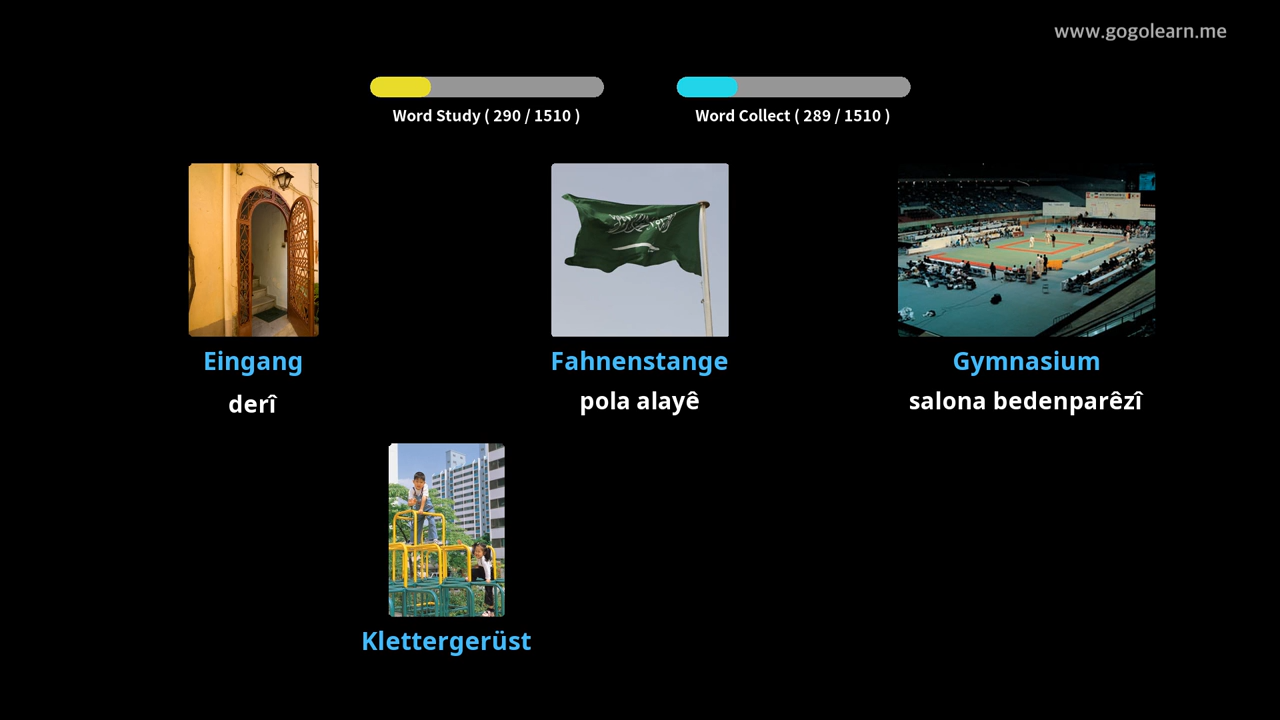 www.gogolearn.me
Word Study ( 290 / 1510 )
Word Collect ( 289 / 1510 )
Eingang
derî
Fahnenstange
pola alayê
Gymnasium
salona bedenparêzî
Klettergerüst